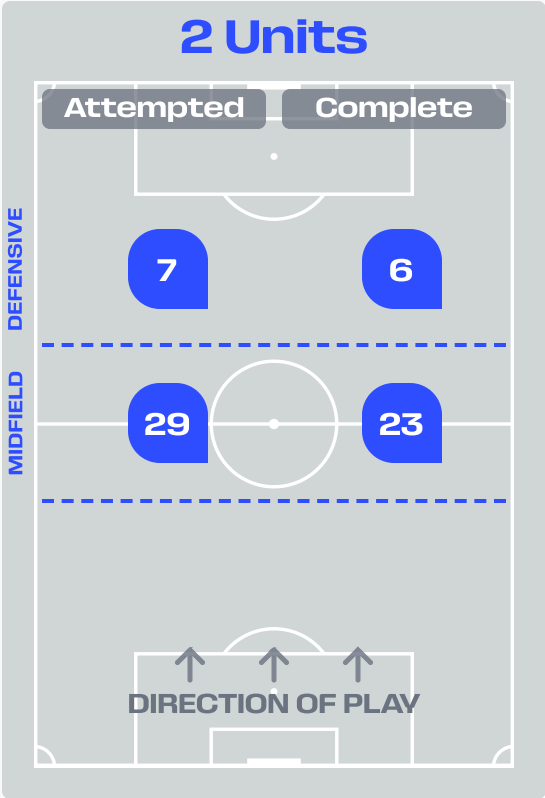 2 Units
Attempted Complete
DEFENSIVE
7 6
MIDFIELD
29 23
DIRECTION OF PLAY